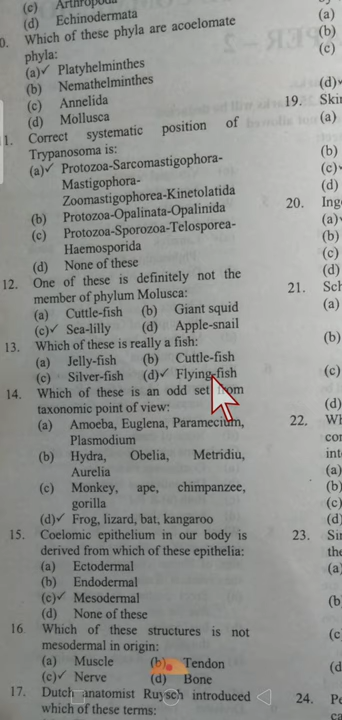 (c) Arthropoda
(d) Echinodermata
0. Which of these phyla are acoelomate
phyla:
(a)✓ Platyhelminthes
(b) Nemathelminthes
(c) Annelida
(d) Mollusca
11. Correct systematic position of
Trypanosoma is:
(a)✓ Protozoa-Sarcomastigophora-
Mastigophora-
Zoomastigophorea-Kinetolatida
(b) Protozoa-Opalinata-Opalinida
(c) Protozoa-Sporozoa-Telosporea-
Haemosporida
(d) None of these
12. One of these is definitely not the
member of phylum Molusca:
(a) Cuttle-fish (b) Giant squid
(c)✓ Sea-lilly (d) Apple-snail
13. Which of these is really a fish:
(a) Jelly-fish (b) Cuttle-fish
(c) Silver-fish (d)✓ Flying-fish
14. Which of these is an odd set from
taxonomic point of view:
(a) Amoeba, Euglena, Paramecium,
Plasmodium
(b) Hydra, Obelia, Metridiu,
Aurelia
(c) Monkey, ape, chimpanzee,
gorilla
(d)✓ Frog, lizard, bat, kangaroo
15. Coelomic epithelium in our body is
derived from which of these epithelia:
(a) Ectodermal
(b) Endodermal
(c)✓ Mesodermal
(d) None of these
16 Which of these structures is not
mesodermal in origin:
(a) Muscle (b) Tendon
(c)✓ Nerve (d) Bone
17. Dutch anatomist Ruysch introduced
which of these terms:
(a)
(b)
(c)
(d)✓
19. Skin
(a)
(b)
(c)✓
(d)
20. Ing
(a)✓
(b)
(c)
(d)
21. Sch
(a)
(b)
(c)
(d)
22. Wh
con
int
(a)
(b)
(c)
(d)
23. Sin
the
(a)
(b)
(c)
(d)
24. Pe